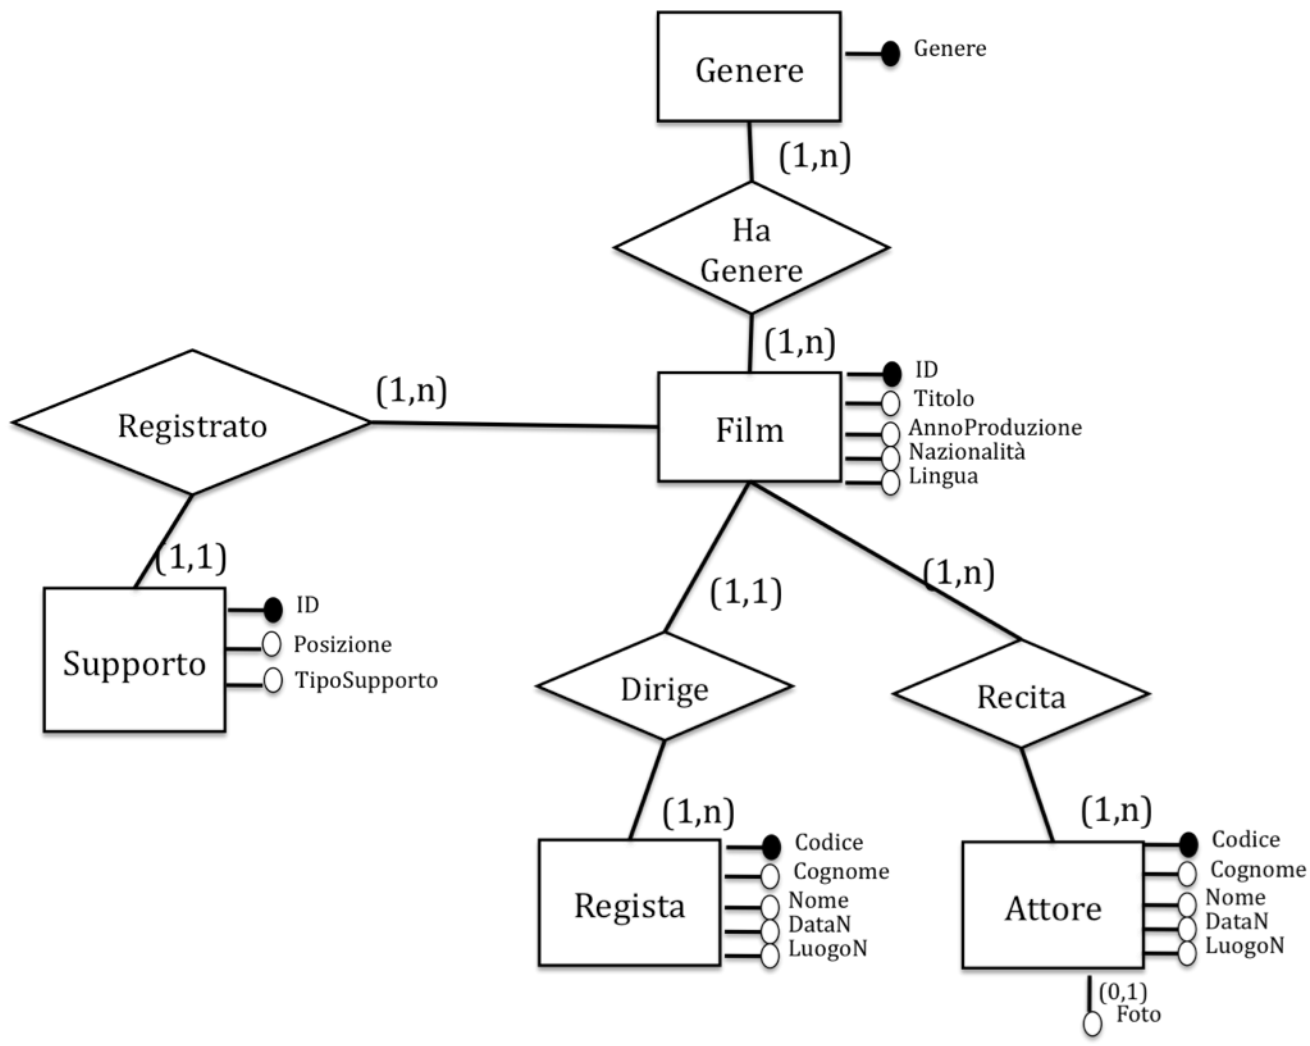 Genere
Genere
(1,n)
Ha
Genere
(1,n)
Film
ID
Titolo
AnnoProduzione
Nazionalità
Lingua
(1,n)
Registrato
(1,1)
Supporto
ID
Posizione
TipoSupporto
(1,1)
(1,n)
Dirige
Recita
(1,n)
(1,n)
Regista
Codice
Cognome
Nome
DataN
LuogoN
Attore
Codice
Cognome
Nome
DataN
LuogoN
(0,1)
Foto